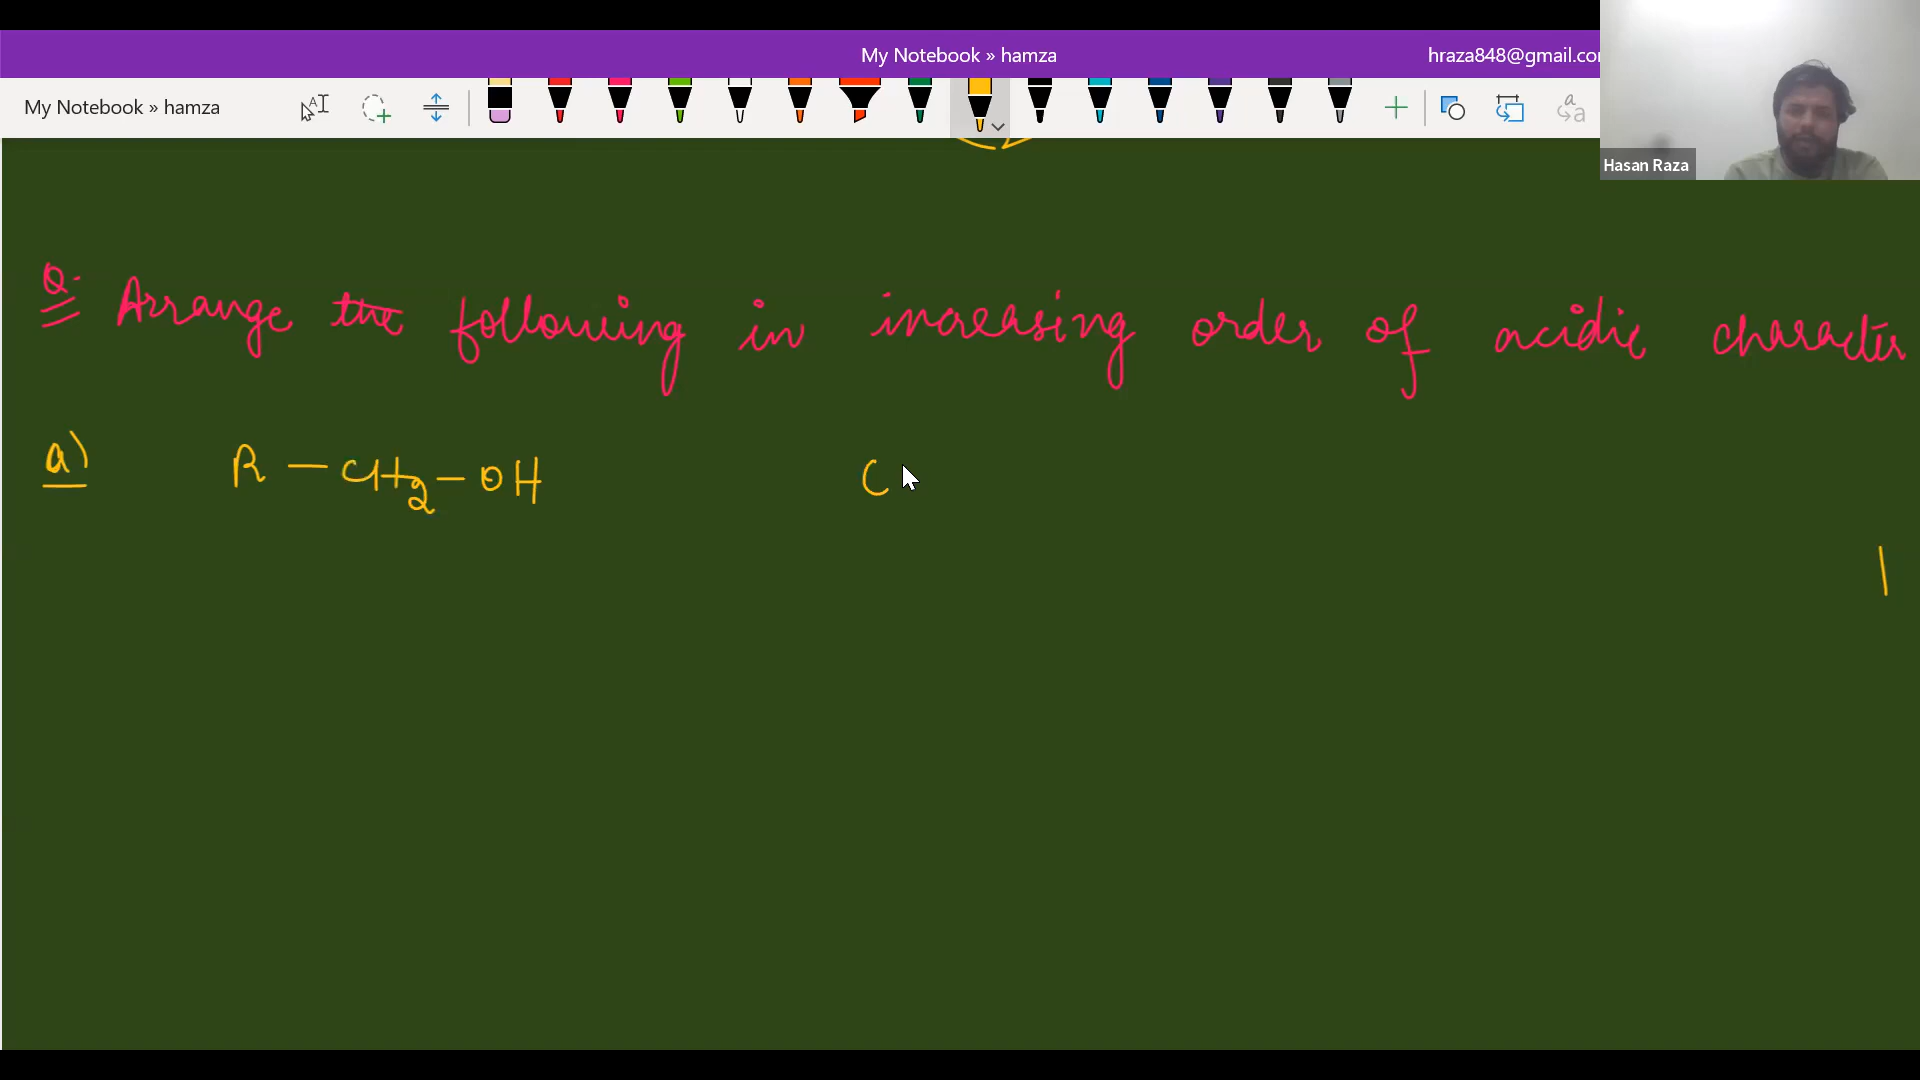 My Notebook » hamza
hraza848@gmail.co
My Notebook » hamza
Hasan Raza
Q. Arrange the following in increasing order of acidic character
a) R — CH₂ — OH C